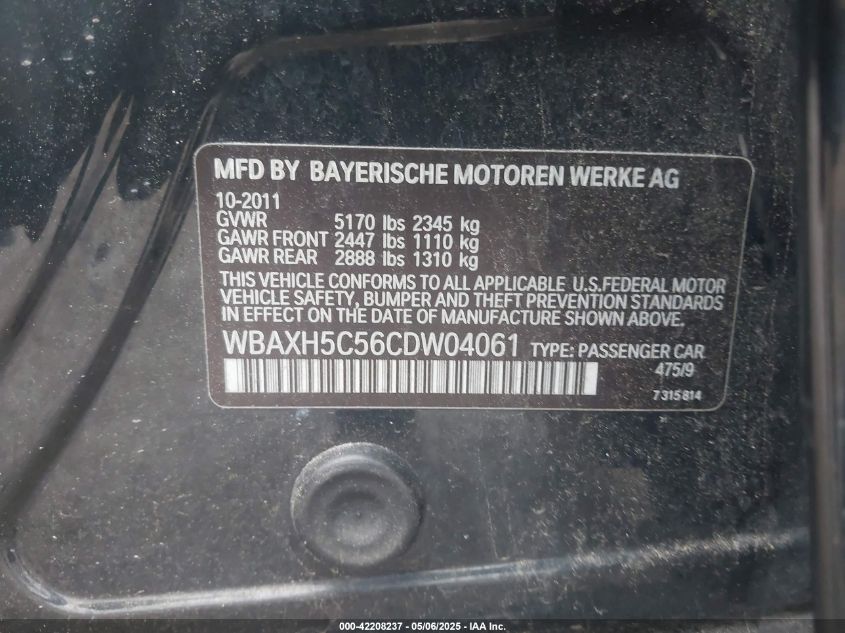 MFD BY BAYERISCHE MOTOREN WERKE AG
10-2011
GVWR 5170 lbs 2345 kg
GAWR FRONT 2447 lbs 1110 kg
GAWR REAR 2888 lbs 1310 kg
THIS VEHICLE CONFORMS TO ALL APPLICABLE U.S.FEDERAL MOTOR
VEHICLE SAFETY, BUMPER AND THEFT PREVENTION STANDARDS
IN EFFECT ON THE DATE OF MANUFACTURE SHOWN ABOVE.
WBAXH5C56CDW04061 TYPE: PASSENGER CAR
475/9
7315814
000-42208237 - 05/06/2025 - IAA Inc.